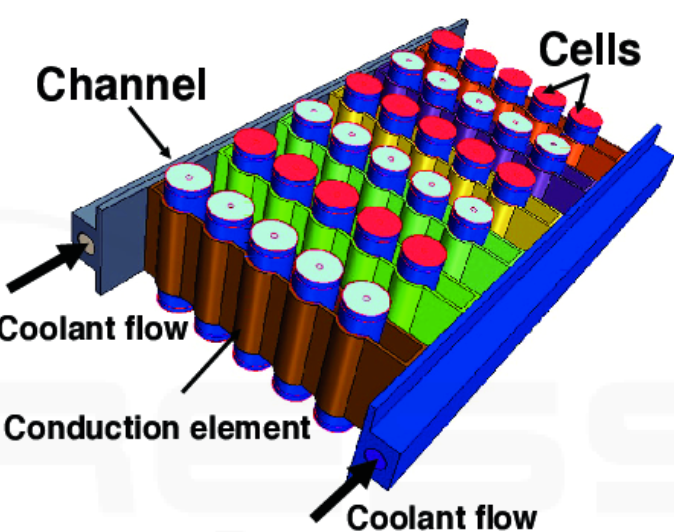 Cells
Channel
Coolant flow
Conduction element
Coolant flow